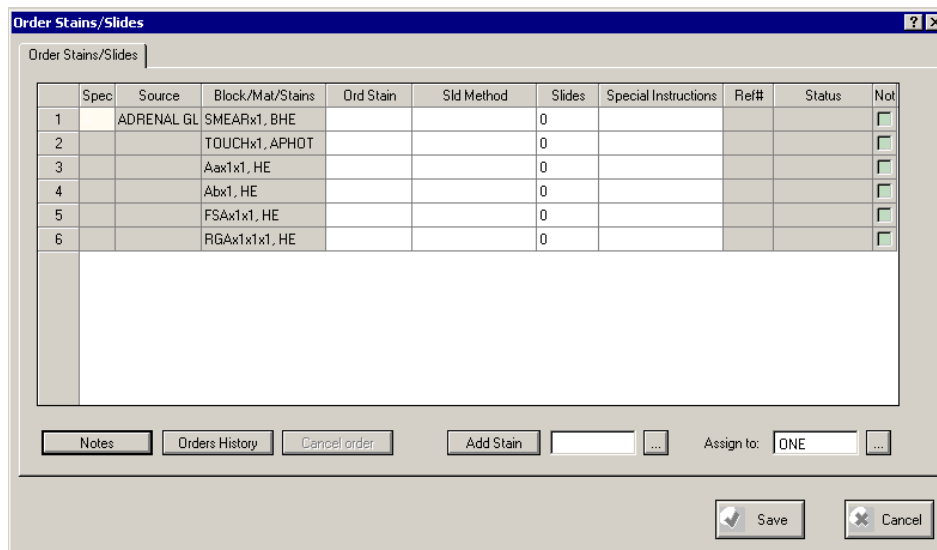 Order Stains/Slides
Order Stains/Slides
Spec Source Block/Mat/Stains Ord Stain Sld Method Slides Special Instructions Ref# Status Not
1 ADRENAL GL SMEARx1, BHE 0
2 TOUCHx1, APHOT 0
3 Aax1x1, HE 0
4 Abx1, HE 0
5 FSAx1x1, HE 0
6 RGAx1x1x1, HE 0
Notes Orders History Cancel order Add Stain ... Assign to: ONE ...
Save Cancel